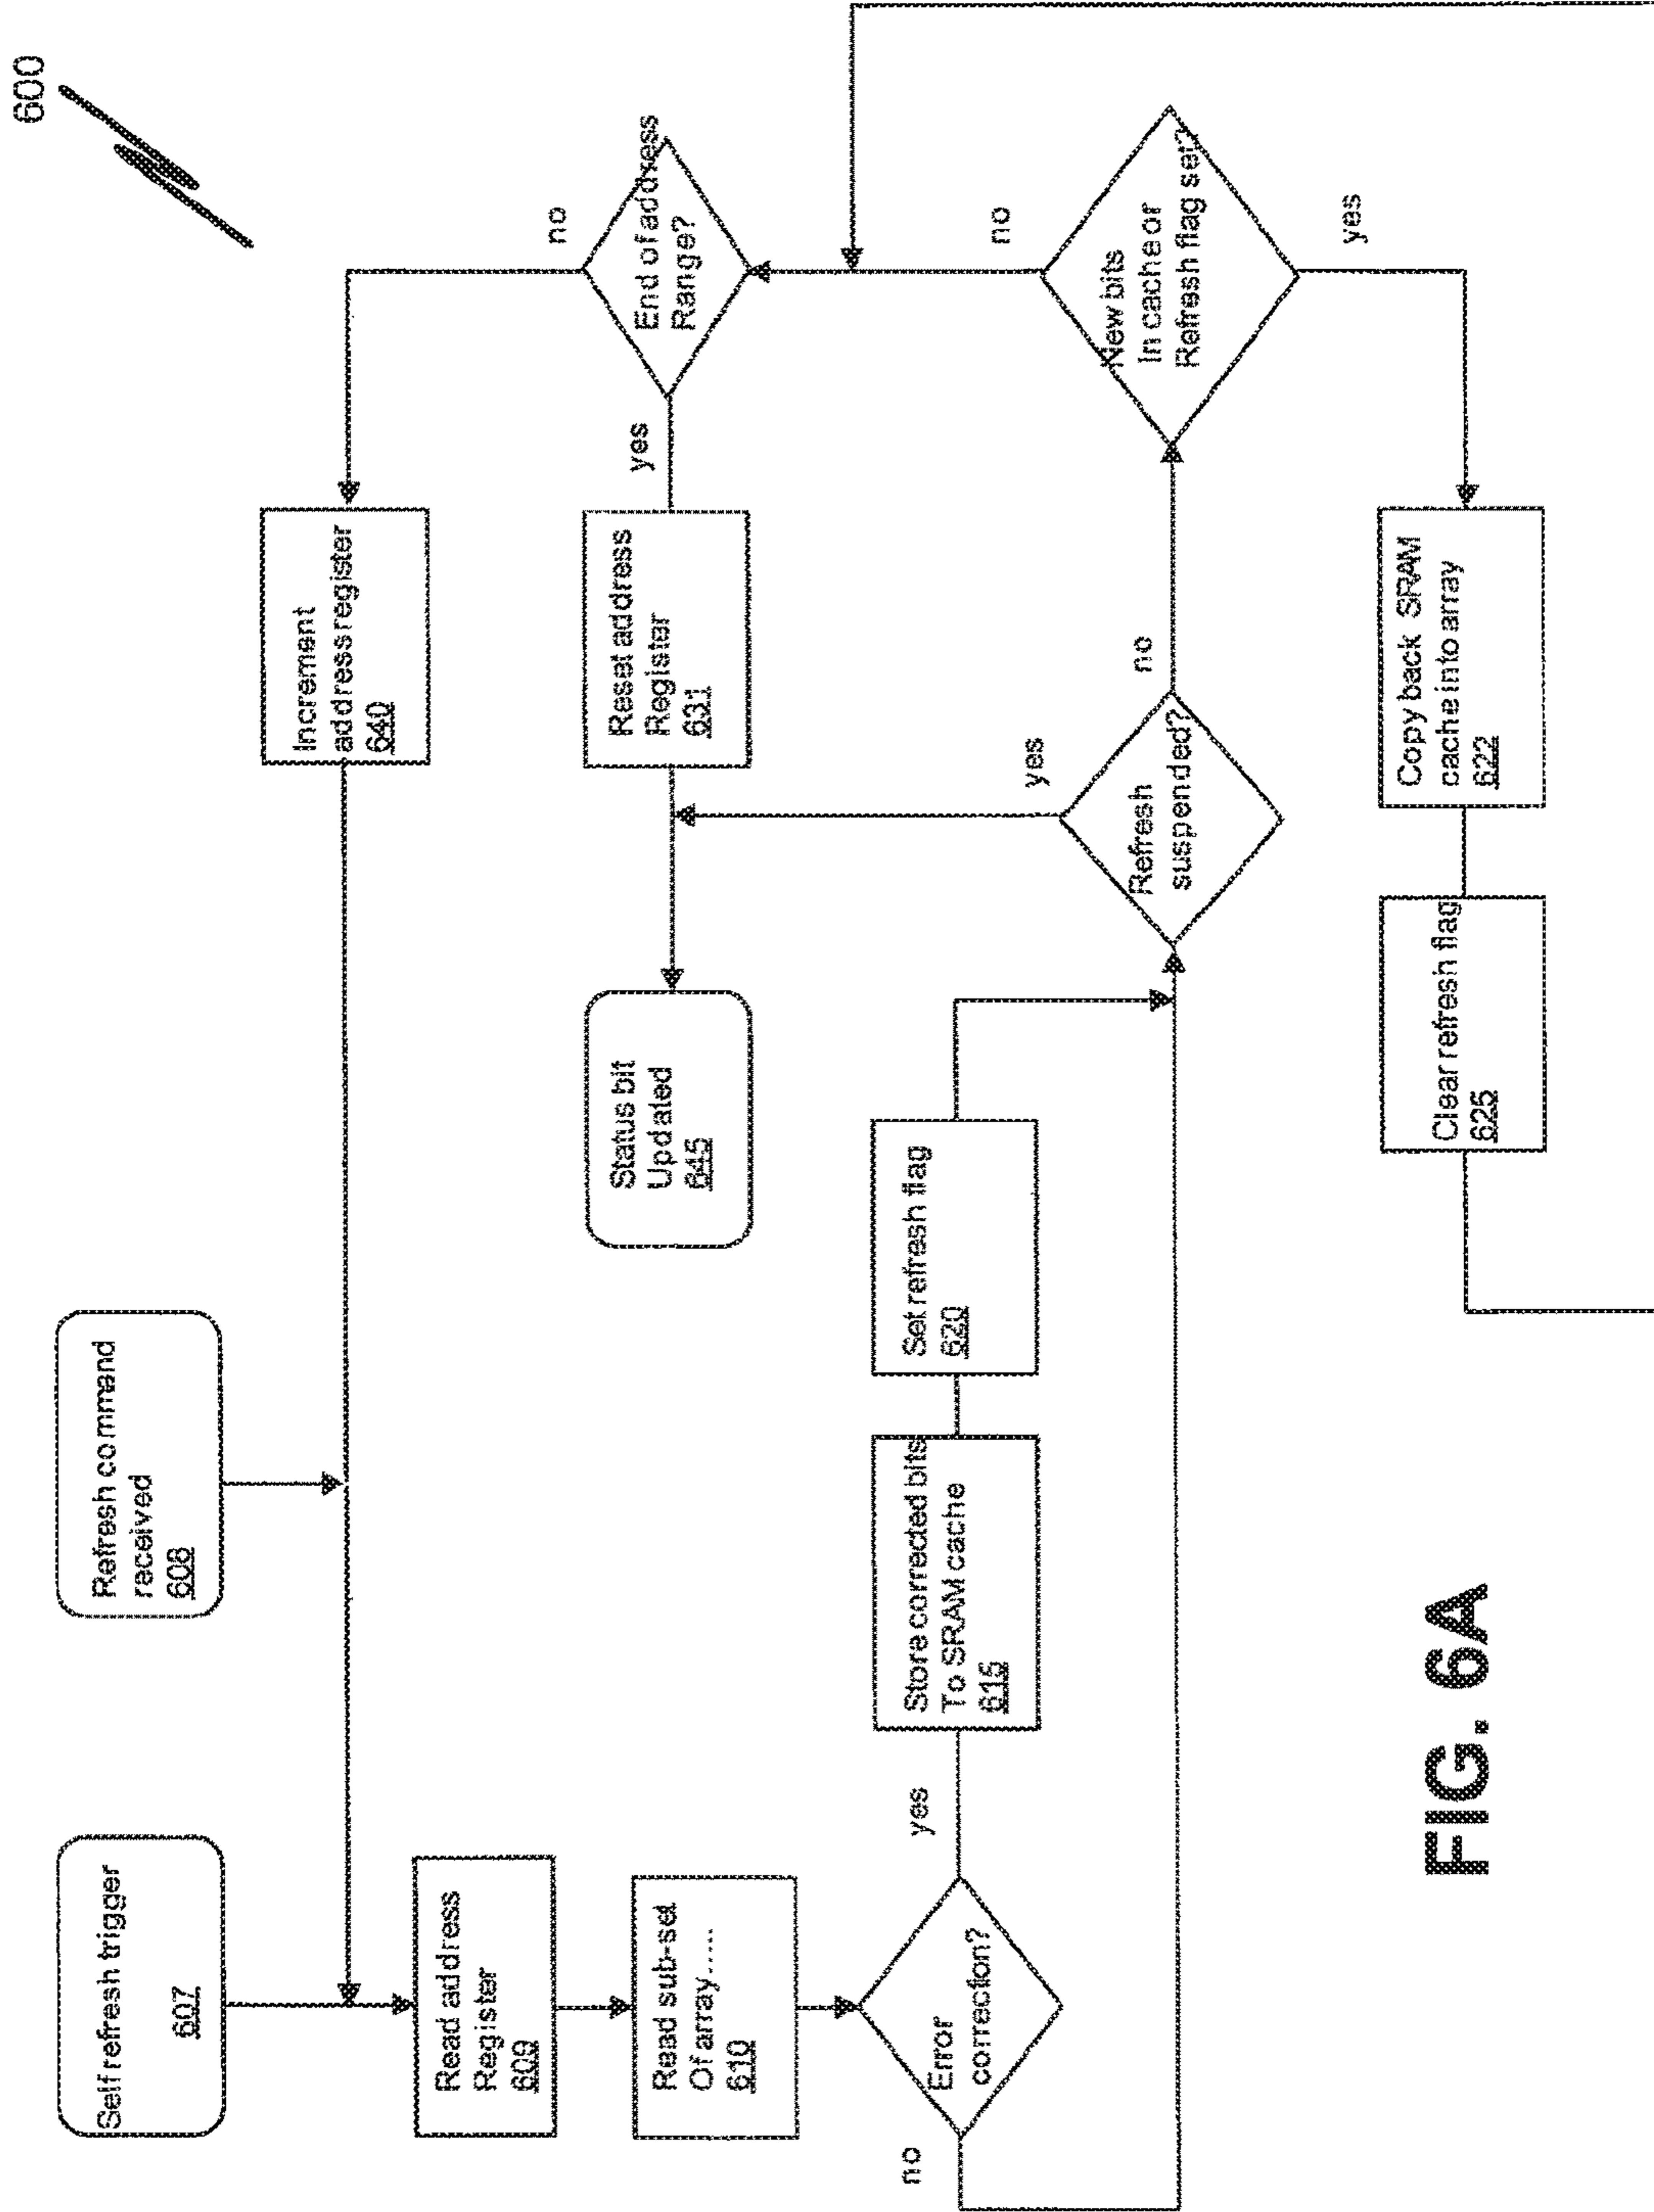 600
Self refresh trigger
607
Refresh command
received
608
Increment
address register
640
Read address
Register
609
Read sub-set
Of array.....
610
Error
correction?
no
yes
Store corrected bits
To SRAM cache
615
Set refresh flag
620
Status bit
Updated
645
Reset address
Register
631
yes
End of address
Range?
no
Refresh
suspended?
yes
no
New bits
In cache or
Refresh flag set?
no
yes
Copy back SRAM
cache into array
622
Clear refresh flag
625
FIG. 6A